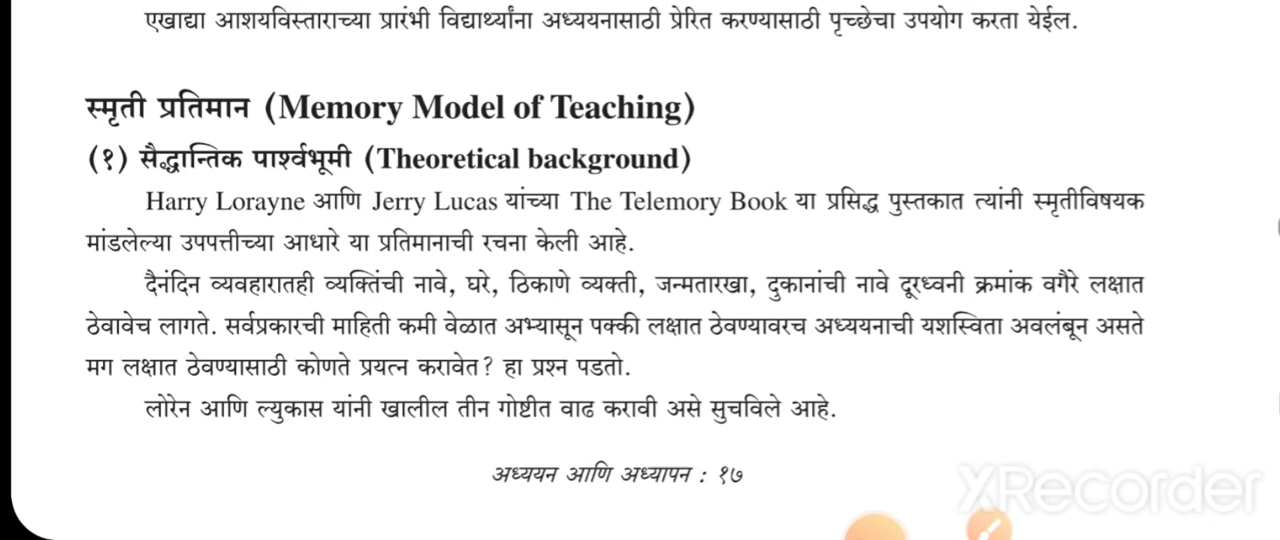 एखाद्या आशयविस्ताराच्या प्रारंभी विद्यार्थ्यांना अध्ययनासाठी प्रेरित करण्यासाठी पृच्छेचा उपयोग करता येईल.
स्मृती प्रतिमान (Memory Model of Teaching)
(१) सैद्धान्तिक पार्श्वभूमी (Theoretical background)
Harry Lorayne आणि Jerry Lucas यांच्या The Telemory Book या प्रसिद्ध पुस्तकात त्यांनी स्मृतीविषयक
मांडलेल्या उपपत्तीच्या आधारे या प्रतिमानाची रचना केली आहे.
दैनंदिन व्यवहारातही व्यक्तिंची नावे, घरे, ठिकाणे व्यक्ती, जन्मतारखा, दुकानांची नावे दूरध्वनी क्रमांक वगैरे लक्षात
ठेवावेच लागते. सर्वप्रकारची माहिती कमी वेळात अभ्यासून पक्की लक्षात ठेवण्यावरच अध्ययनाची यशस्विता अवलंबून असते
मग लक्षात ठेवण्यासाठी कोणते प्रयत्न करावेत? हा प्रश्न पडतो.
लोरेन आणि ल्युकास यांनी खालील तीन गोष्टीत वाढ करावी असे सुचविले आहे.
अध्ययन आणि अध्यापन : १७
XRecorder